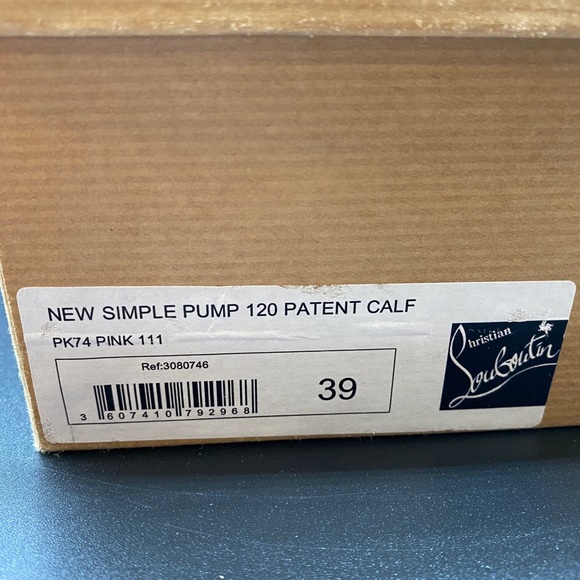 NEW SIMPLE PUMP 120 PATENT CALF
PK74 PINK 111
Ref:3080746
3 607410 792968
39
Christian
Louboutin